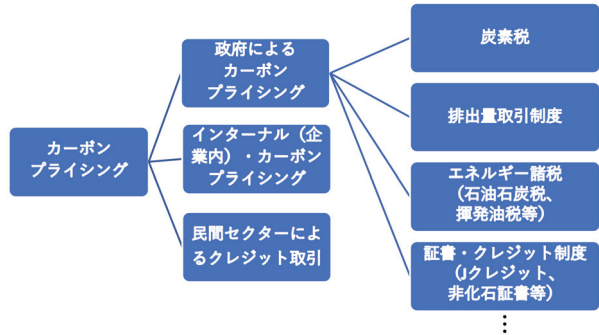 カーボン
プライシング
政府による
カーボン
プライシング
インターナル（企
業内）・カーボン
プライシング
民間セクターによ
るクレジット取引
炭素税
排出量取引制度
エネルギー諸税
（石油石炭税、
揮発油税等）
証書・クレジット制度
（Jクレジット、
非化石証書等）
⋮